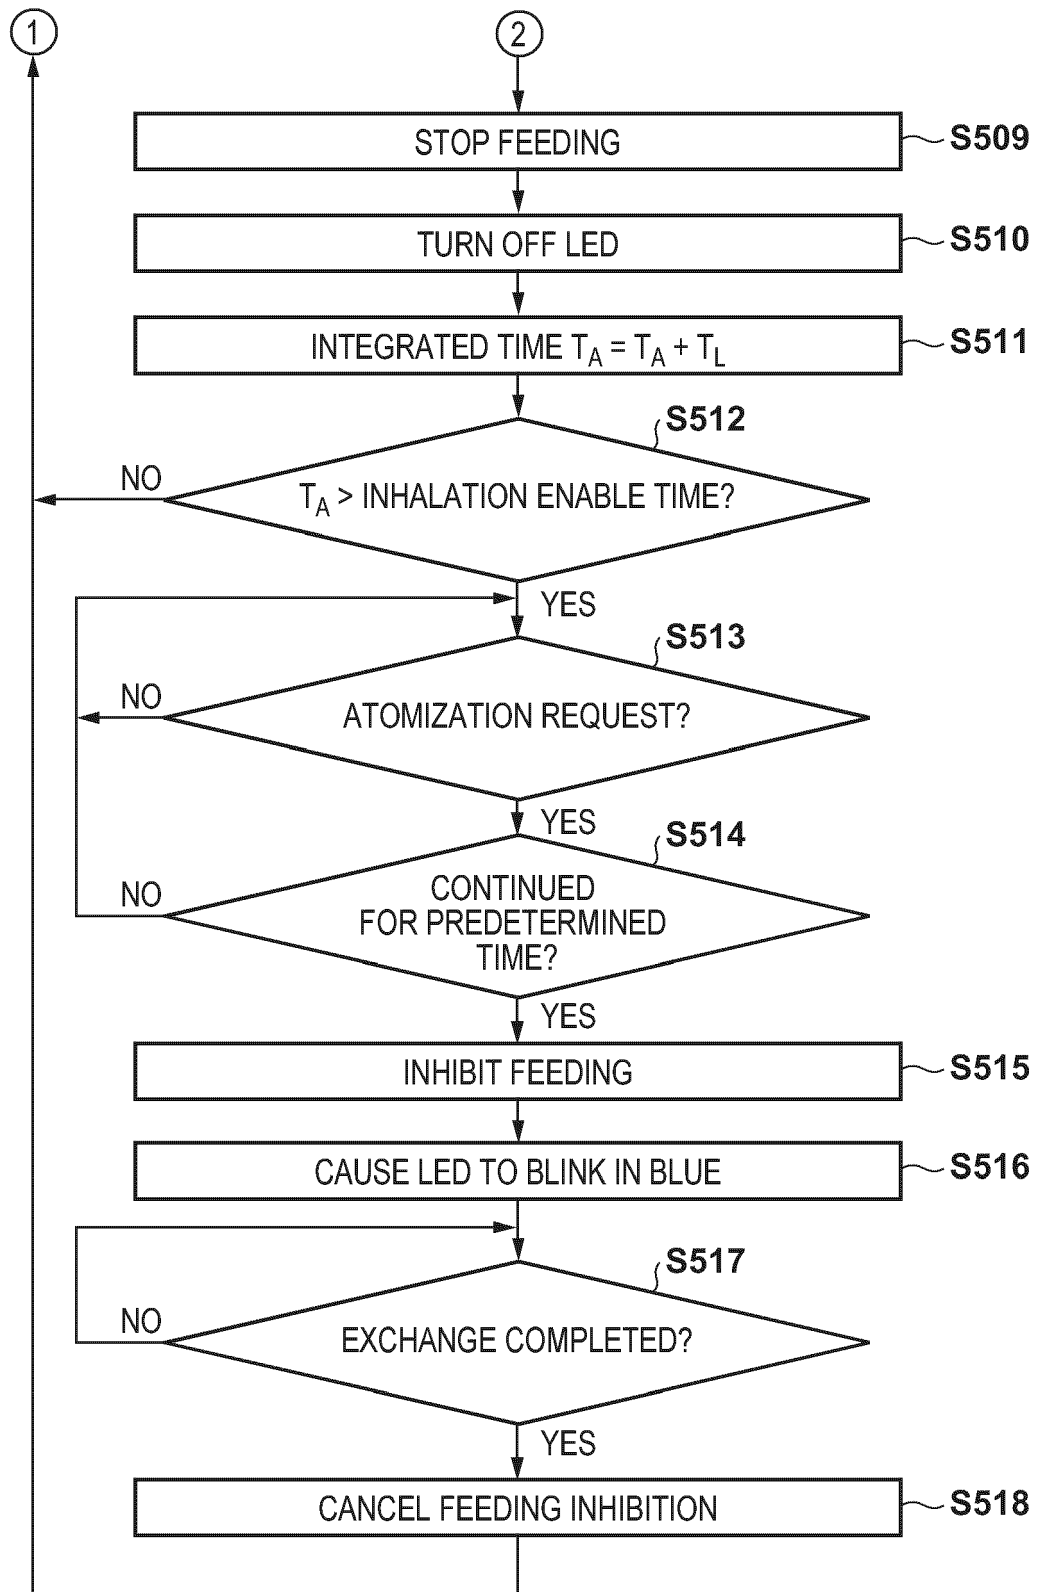 1
2
STOP FEEDING
S509
TURN OFF LED
S510
INTEGRATED TIME TA = TA + TL
S511
S512
NO
TA > INHALATION ENABLE TIME?
YES
S513
NO
ATOMIZATION REQUEST?
YES
S514
NO
CONTINUED
FOR PREDETERMINED
TIME?
YES
INHIBIT FEEDING
S515
CAUSE LED TO BLINK IN BLUE
S516
S517
NO
EXCHANGE COMPLETED?
YES
CANCEL FEEDING INHIBITION
S518